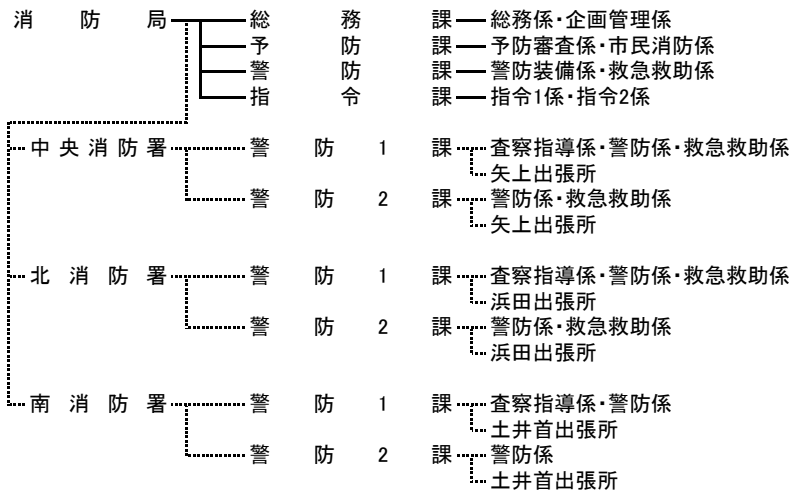 消防局 総務課 総務係・企画管理係
予防課 予防審査係・市民消防係
警防課 警防装備係・救急救助係
指令課 指令1係・指令2係
中央消防署 警防1課 査察指導係・警防係・救急救助係
矢上出張所
警防2課 警防係・救急救助係
矢上出張所
北消防署 警防1課 査察指導係・警防係・救急救助係
浜田出張所
警防2課 警防係・救急救助係
浜田出張所
南消防署 警防1課 査察指導係・警防係
土井首出張所
警防2課 警防係
土井首出張所